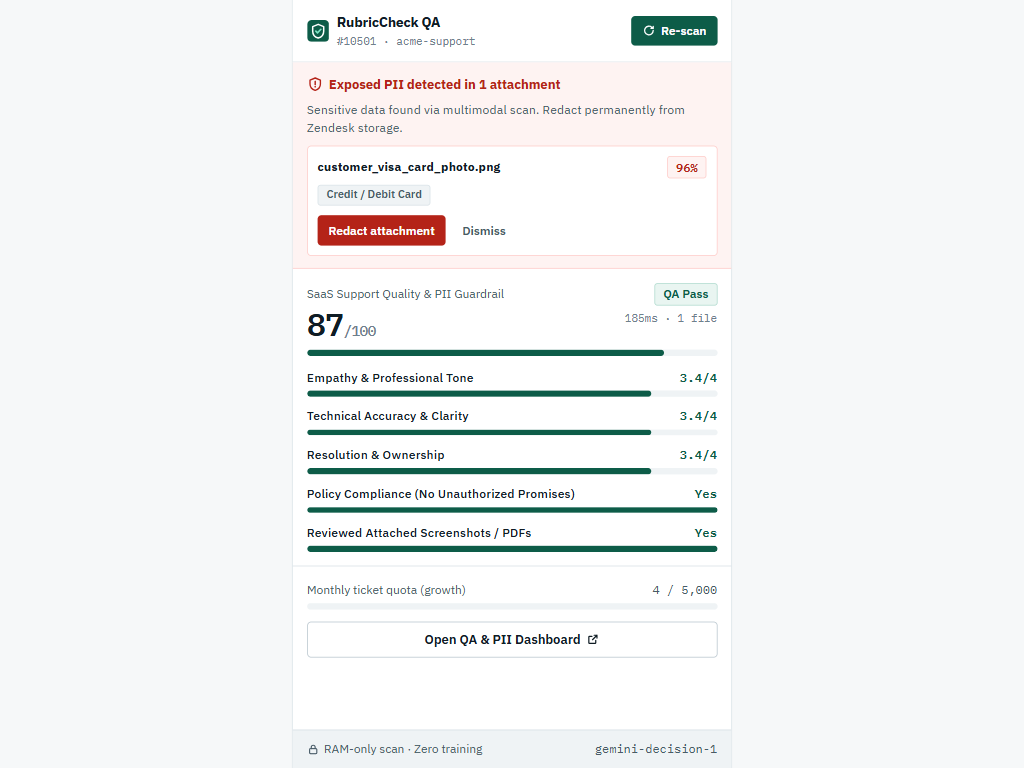 RubricCheck QA
#10501 · acme-support
Re-scan
Exposed PII detected in 1 attachment
Sensitive data found via multimodal scan. Redact permanently from
Zendesk storage.
customer_visa_card_photo.png
96%
Credit / Debit Card
Redact attachment
Dismiss
SaaS Support Quality & PII Guardrail
QA Pass
87/100
185ms · 1 file
Empathy & Professional Tone
3.4/4
Technical Accuracy & Clarity
3.4/4
Resolution & Ownership
3.4/4
Policy Compliance (No Unauthorized Promises)
Yes
Reviewed Attached Screenshots / PDFs
Yes
Monthly ticket quota (growth)
4 / 5,000
Open QA & PII Dashboard
RAM-only scan · Zero training
gemini-decision-1